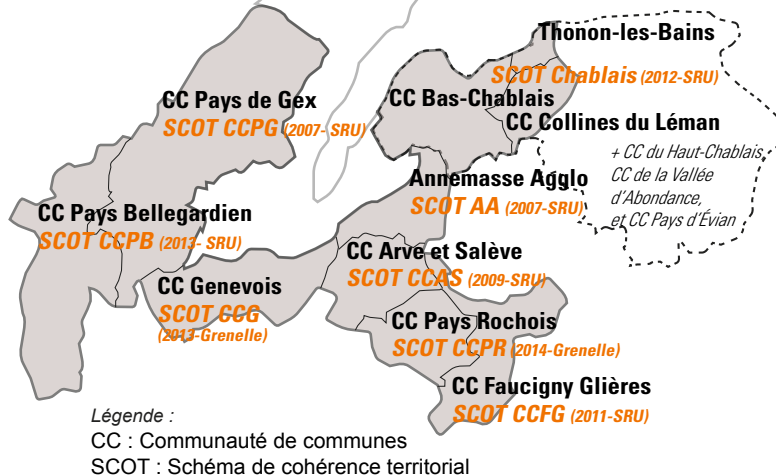 Thonon-les-Bains
SCOT Chablais (2012-SRU)
CC Bas-Chablais
CC Collines du Léman
+ CC du Haut-Chablais,
CC de la Vallée
d'Abondance,
et CC Pays d'Évian
CC Pays de Gex
SCOT CCPG (2007- SRU)
Annemasse Agglo
SCOT AA (2007-SRU)
CC Pays Bellegardien
SCOT CCPB (2013- SRU)
CC Arve et Salève
SCOT CCAS (2009-SRU)
CC Genevois
SCOT CCG
(2013-Grenelle)
CC Pays Rochois
SCOT CCPR (2014-Grenelle)
CC Faucigny Glières
SCOT CCFG (2011-SRU)
Légende :
CC : Communauté de communes
SCOT : Schéma de cohérence territorial